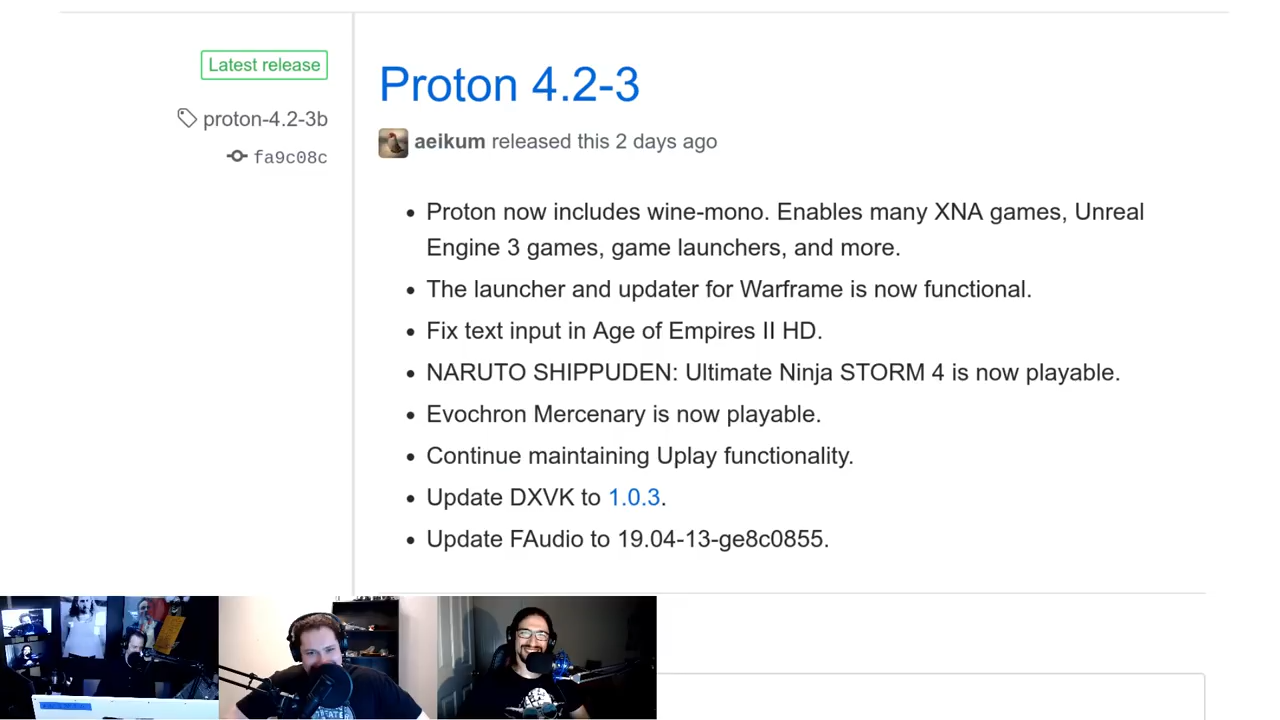 Latest release
proton-4.2-3b
fa9c08c
Proton 4.2-3
aeikum released this 2 days ago
Proton now includes wine-mono. Enables many XNA games, Unreal
Engine 3 games, game launchers, and more.
The launcher and updater for Warframe is now functional.
Fix text input in Age of Empires II HD.
NARUTO SHIPPUDEN: Ultimate Ninja STORM 4 is now playable.
Evochron Mercenary is now playable.
Continue maintaining Uplay functionality.
Update DXVK to 1.0.3.
Update FAudio to 19.04-13-ge8c0855.